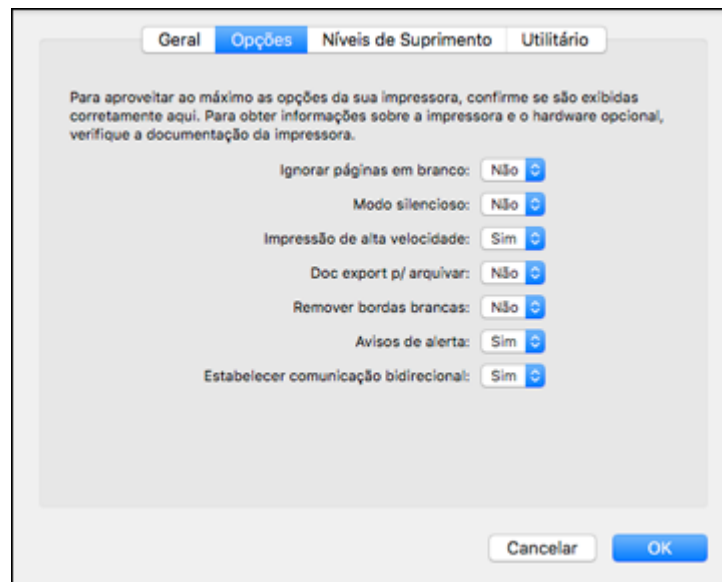 Geral Opções Níveis de Suprimento Utilitário
Para aproveitar ao máximo as opções da sua impressora, confirme se são exibidas
corretamente aqui. Para obter informações sobre a impressora e o hardware opcional,
verifique a documentação da impressora.
Ignorar páginas em branco: Não
Modo silencioso: Não
Impressão de alta velocidade: Sim
Doc export p/ arquivar: Não
Remover bordas brancas: Não
Avisos de alerta: Sim
Estabelecer comunicação bidirecional: Sim
Cancelar OK